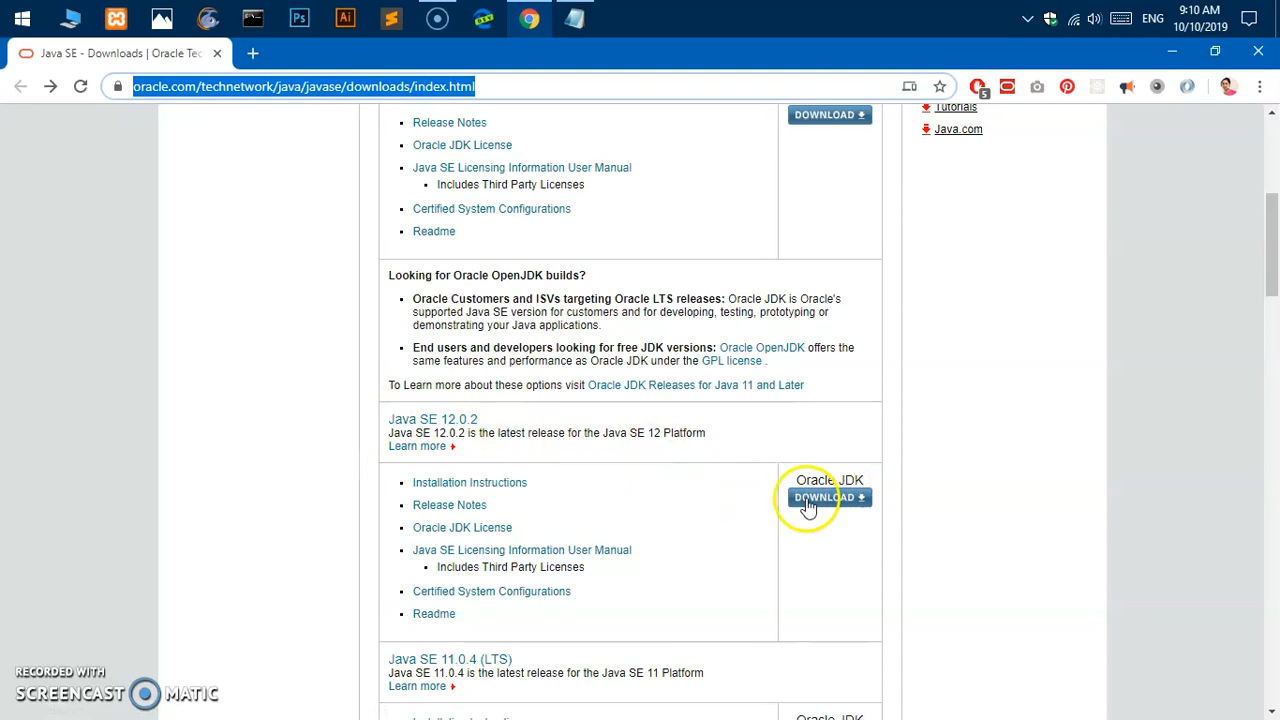 Ps
Ai
ENG
9:10 AM
10/10/2019
Java SE - Downloads | Oracle Tec
oracle.com/technetwork/java/javase/downloads/index.html
5
Tutorials
DOWNLOAD
Release Notes
Java.com
Oracle JDK License
Java SE Licensing Information User Manual
Includes Third Party Licenses
Certified System Configurations
Readme
Looking for Oracle OpenJDK builds?
Oracle Customers and ISVs targeting Oracle LTS releases: Oracle JDK is Oracle's
supported Java SE version for customers and for developing, testing, prototyping or
demonstrating your Java applications.
End users and developers looking for free JDK versions: Oracle OpenJDK offers the
same features and performance as Oracle JDK under the GPL license .
To Learn more about these options visit Oracle JDK Releases for Java 11 and Later
Java SE 12.0.2
Java SE 12.0.2 is the latest release for the Java SE 12 Platform
Learn more
Oracle JDK
Installation Instructions
DOWNLOAD
Release Notes
Oracle JDK License
Java SE Licensing Information User Manual
Includes Third Party Licenses
Certified System Configurations
Readme
Java SE 11.0.4 (LTS)
Java SE 11.0.4 is the latest release for the Java SE 11 Platform
Learn more
Oracle JDK
RECORDED WITH
SCREENCAST MATIC